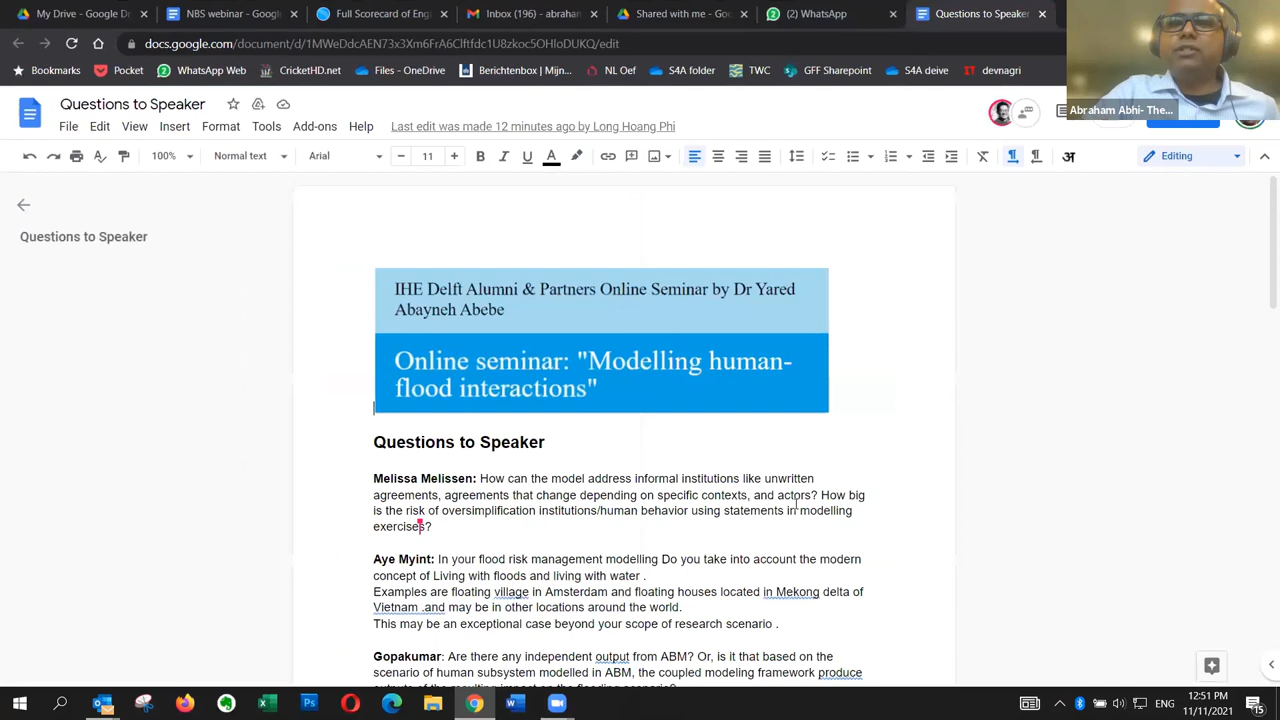 My Drive – Google Dr
NBS webinar - Google
Full Scorecard of Eng
Inbox (196) – abrahan
Shared with me – Goo
(2) WhatsApp
Questions to Speaker
docs.google.com/document/d/1MWeDdcAEN73x3Xm6FrA6Clftfdc1U8zkoc5OHIoDUKQ/edit
Bookmarks
Pocket
WhatsApp Web
CricketHD.net
Files – OneDrive
Berichtenbox | Mijn...
NL Oef
S4A folder
TWC
GFF Sharepoint
S4A deive
devnagri
Abraham Abhi- The...
Questions to Speaker
File Edit View Insert Format Tools Add-ons Help Last edit was made 12 minutes ago by Long Hoang Phi
100% Normal text Arial 11 B I U A अ Editing
Questions to Speaker
IHE Delft Alumni & Partners Online Seminar by Dr Yared
Abayneh Abebe
Online seminar: "Modelling human-
flood interactions"
Questions to Speaker
Melissa Melissen: How can the model address informal institutions like unwritten
agreements, agreements that change depending on specific contexts, and actors? How big
is the risk of oversimplification institutions/human behavior using statements in modelling
exercises?
Aye Myint: In your flood risk management modelling Do you take into account the modern
concept of Living with floods and living with water .
Examples are floating village in Amsterdam and floating houses located in Mekong delta of
Vietnam .and may be in other locations around the world.
This may be an exceptional case beyond your scope of research scenario .
Gopakumar: Are there any independent output from ABM? Or, is it that based on the
scenario of human subsystem modelled in ABM, the coupled modeling framework produce
12:51 PM
ENG
11/11/2021
15